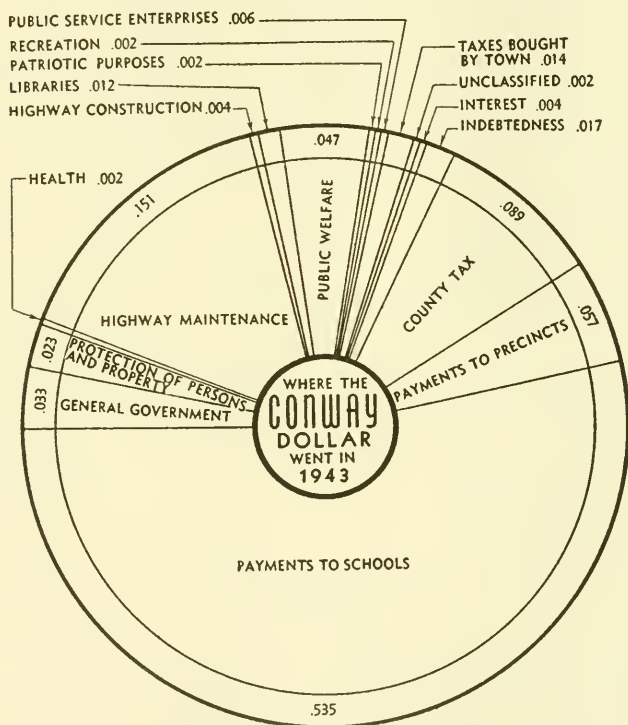 PUBLIC SERVICE ENTERPRISES .006
RECREATION .002
PATRIOTIC PURPOSES .002
LIBRARIES .012
HIGHWAY CONSTRUCTION .004
HEALTH .002
TAXES BOUGHT
BY TOWN .014
UNCLASSIFIED .002
INTEREST .004
INDEBTEDNESS .017
.047
PUBLIC WELFARE
.151
HIGHWAY MAINTENANCE
.089
COUNTY TAX
.057
PAYMENTS TO PRECINCTS
.023
PROTECTION OF PERSONS
AND PROPERTY
.033
GENERAL GOVERNMENT
WHERE THE
CONWAY
DOLLAR
WENT IN
1943
PAYMENTS TO SCHOOLS
.535